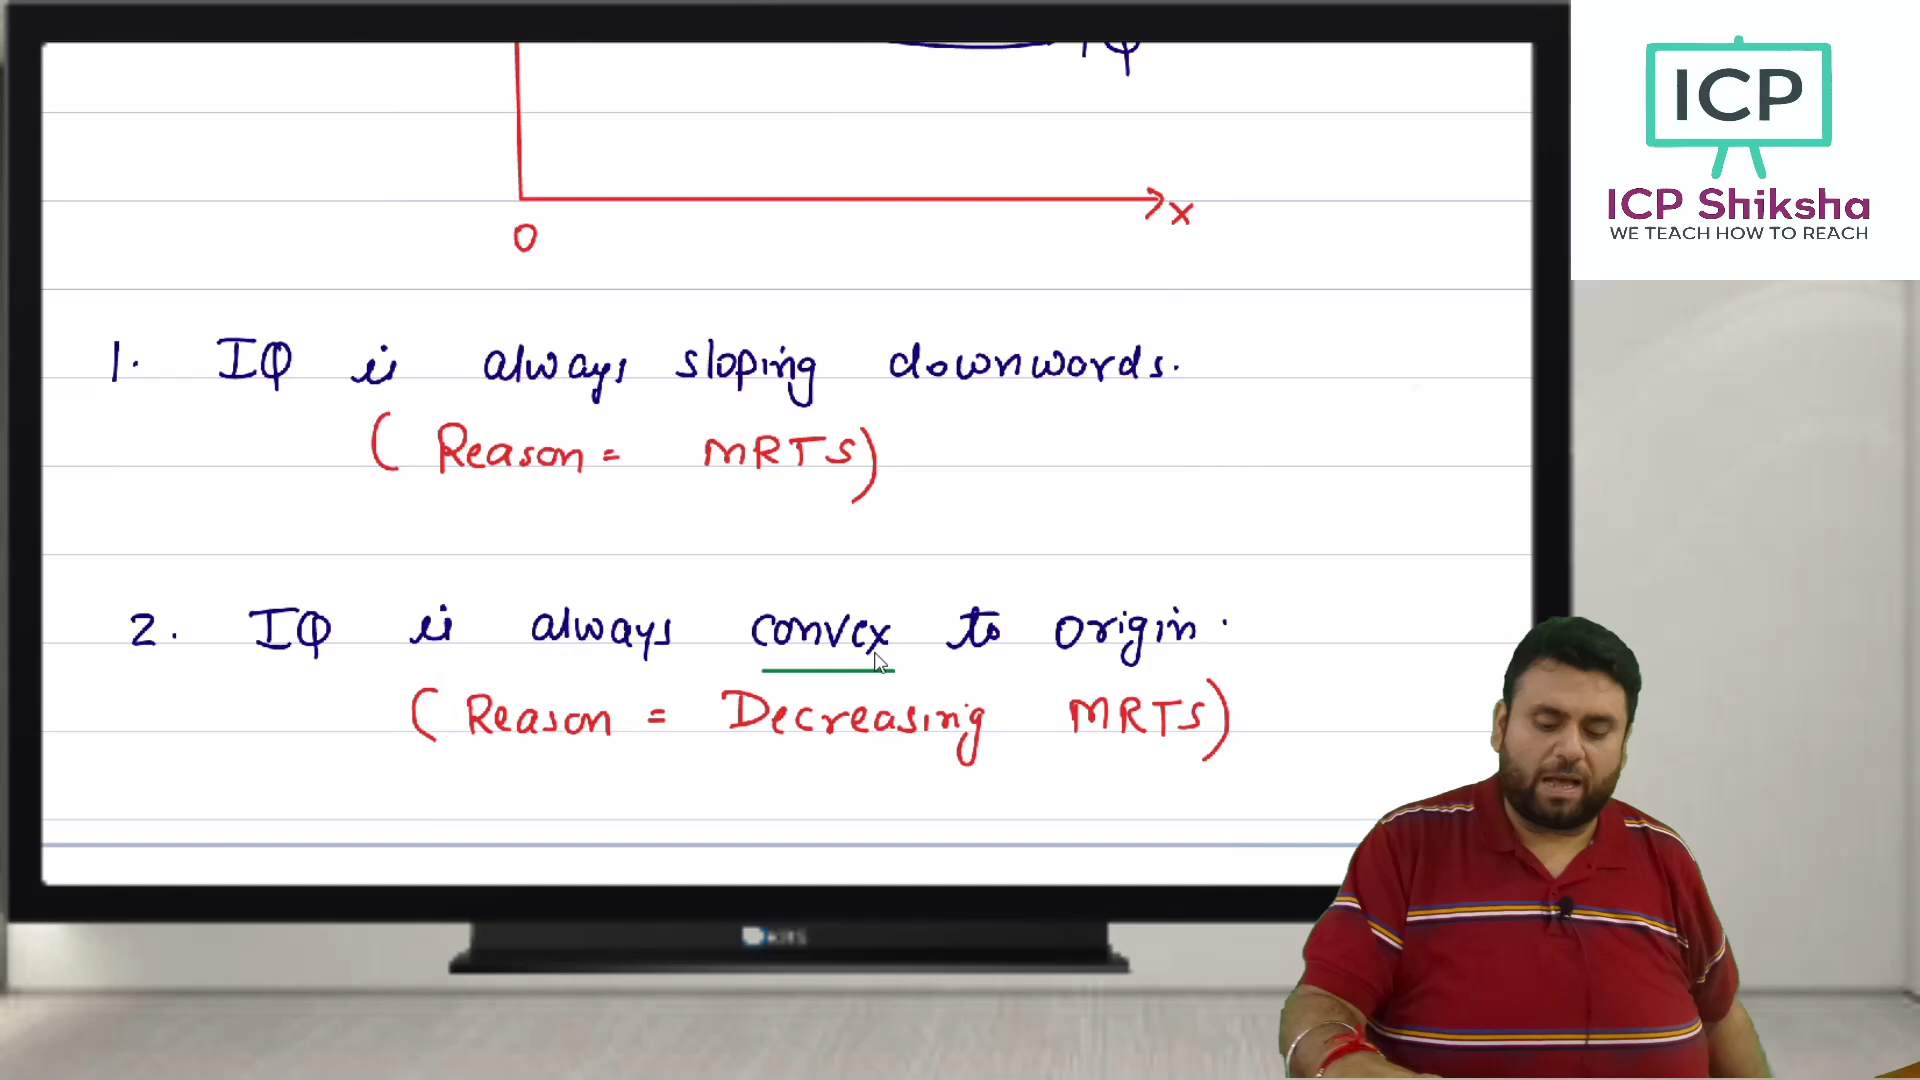 IQ
X
O
1. IQ is always sloping downwords.
(Reason = MRTS)
2. IQ is always convex to origin.
(Reason = Decreasing MRTS)
ICP
ICP Shiksha
WE TEACH HOW TO REACH